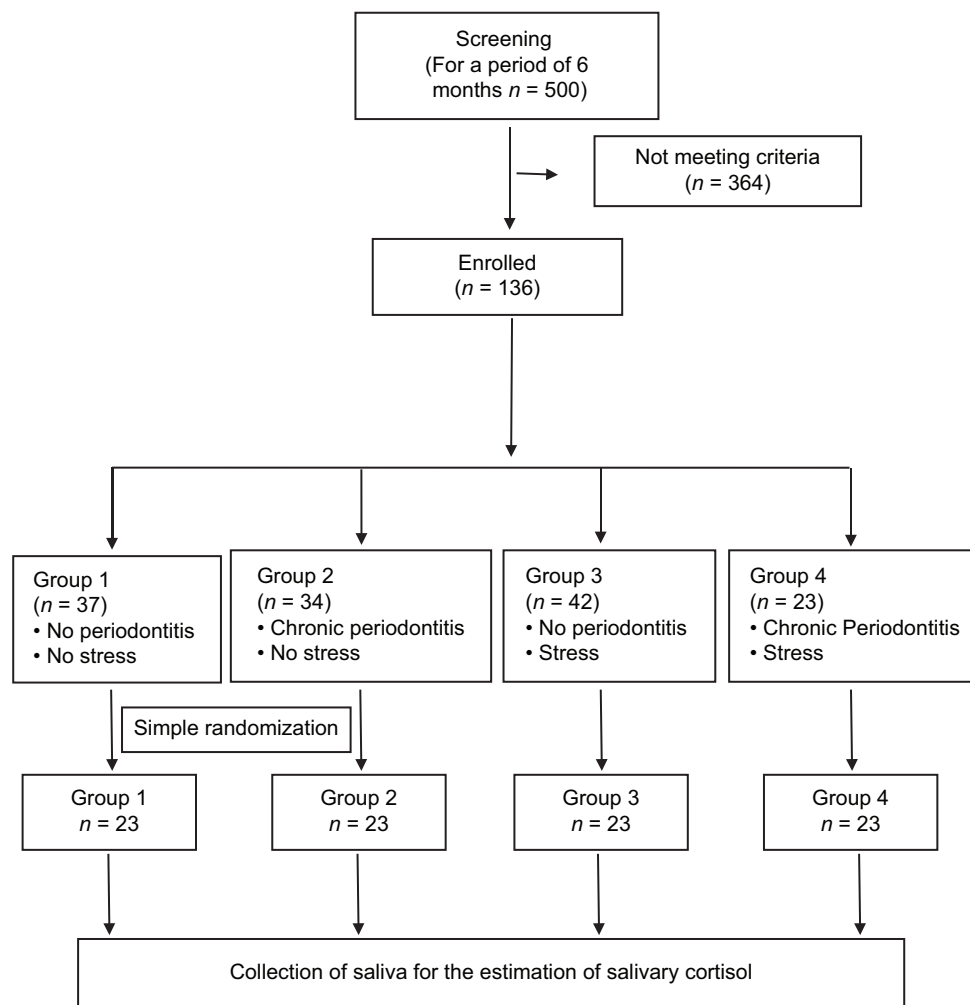 Screening
(For a period of 6
months n = 500)
Not meeting criteria
(n = 364)
Enrolled
(n = 136)
Group 1
(n = 37)
• No periodontitis
• No stress
Group 2
(n = 34)
• Chronic periodontitis
• No stress
Group 3
(n = 42)
• No periodontitis
• Stress
Group 4
(n = 23)
• Chronic Periodontitis
• Stress
Simple randomization
Group 1
n = 23
Group 2
n = 23
Group 3
n = 23
Group 4
n = 23
Collection of saliva for the estimation of salivary cortisol